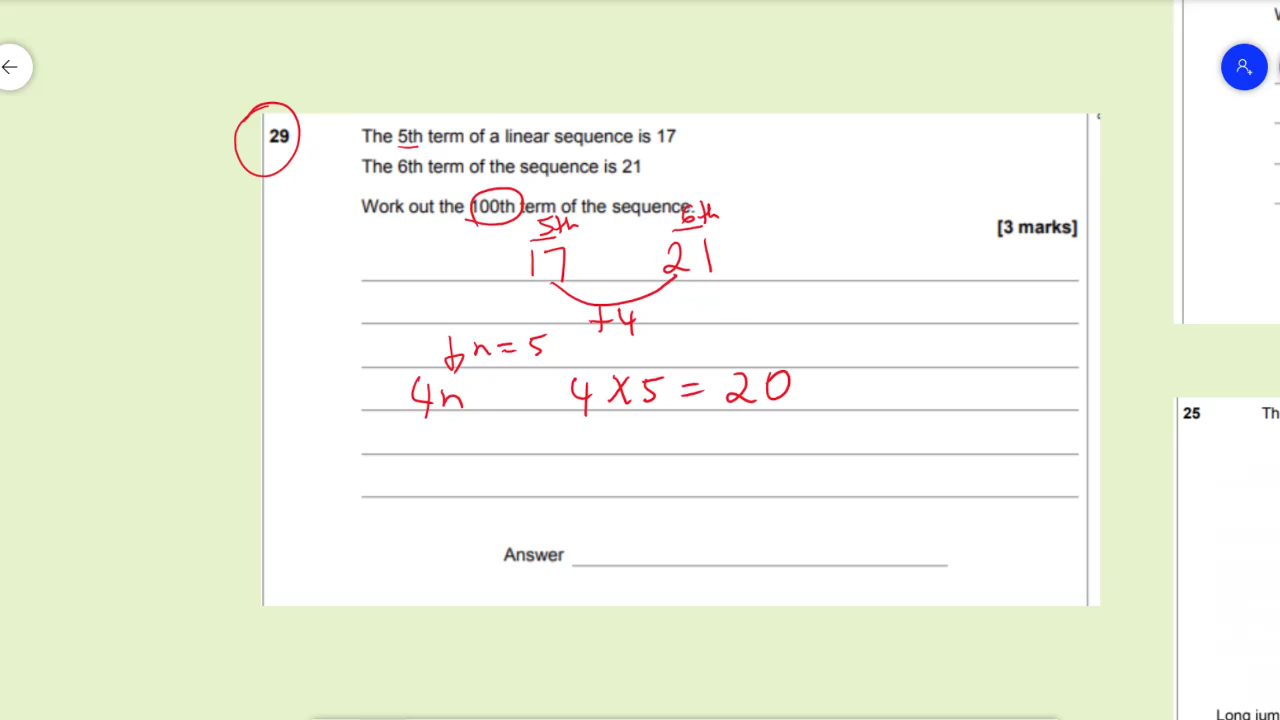 29 The 5th term of a linear sequence is 17
The 6th term of the sequence is 21
Work out the 100th term of the sequence.
[3 marks]
5th 6th
17 21
+4
n = 5
4n 4 × 5 = 20
Answer
25 Th
Long jum